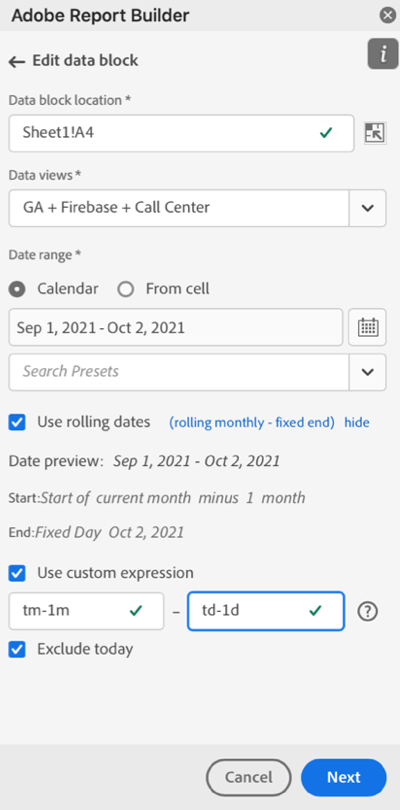 Adobe Report Builder
Edit data block
i
Data block location *
Sheet1!A4
Data views *
GA + Firebase + Call Center
Date range *
Calendar From cell
Sep 1, 2021 - Oct 2, 2021
Search Presets
Use rolling dates (rolling monthly - fixed end) hide
Date preview: Sep 1, 2021 - Oct 2, 2021
Start:Start of current month minus 1 month
End:Fixed Day Oct 2, 2021
Use custom expression
tm-1m – td-1d ?
Exclude today
Cancel Next